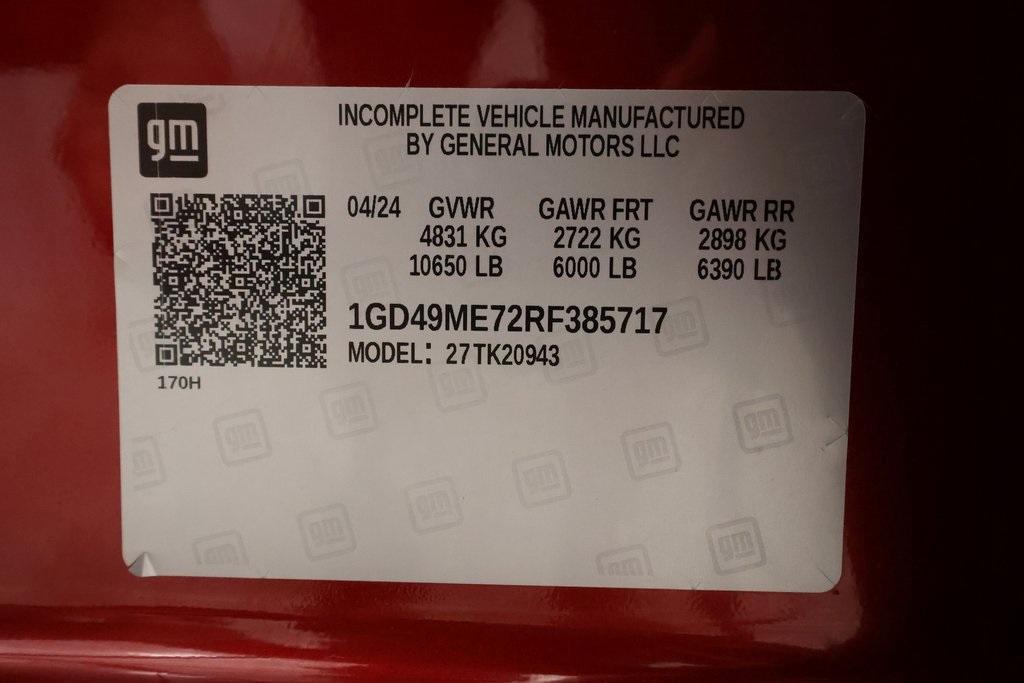 gm
INCOMPLETE VEHICLE MANUFACTURED
BY GENERAL MOTORS LLC
04/24 GVWR GAWR FRT GAWR RR
4831 KG 2722 KG 2898 KG
10650 LB 6000 LB 6390 LB
1GD49ME72RF385717
MODEL: 27TK20943
170H